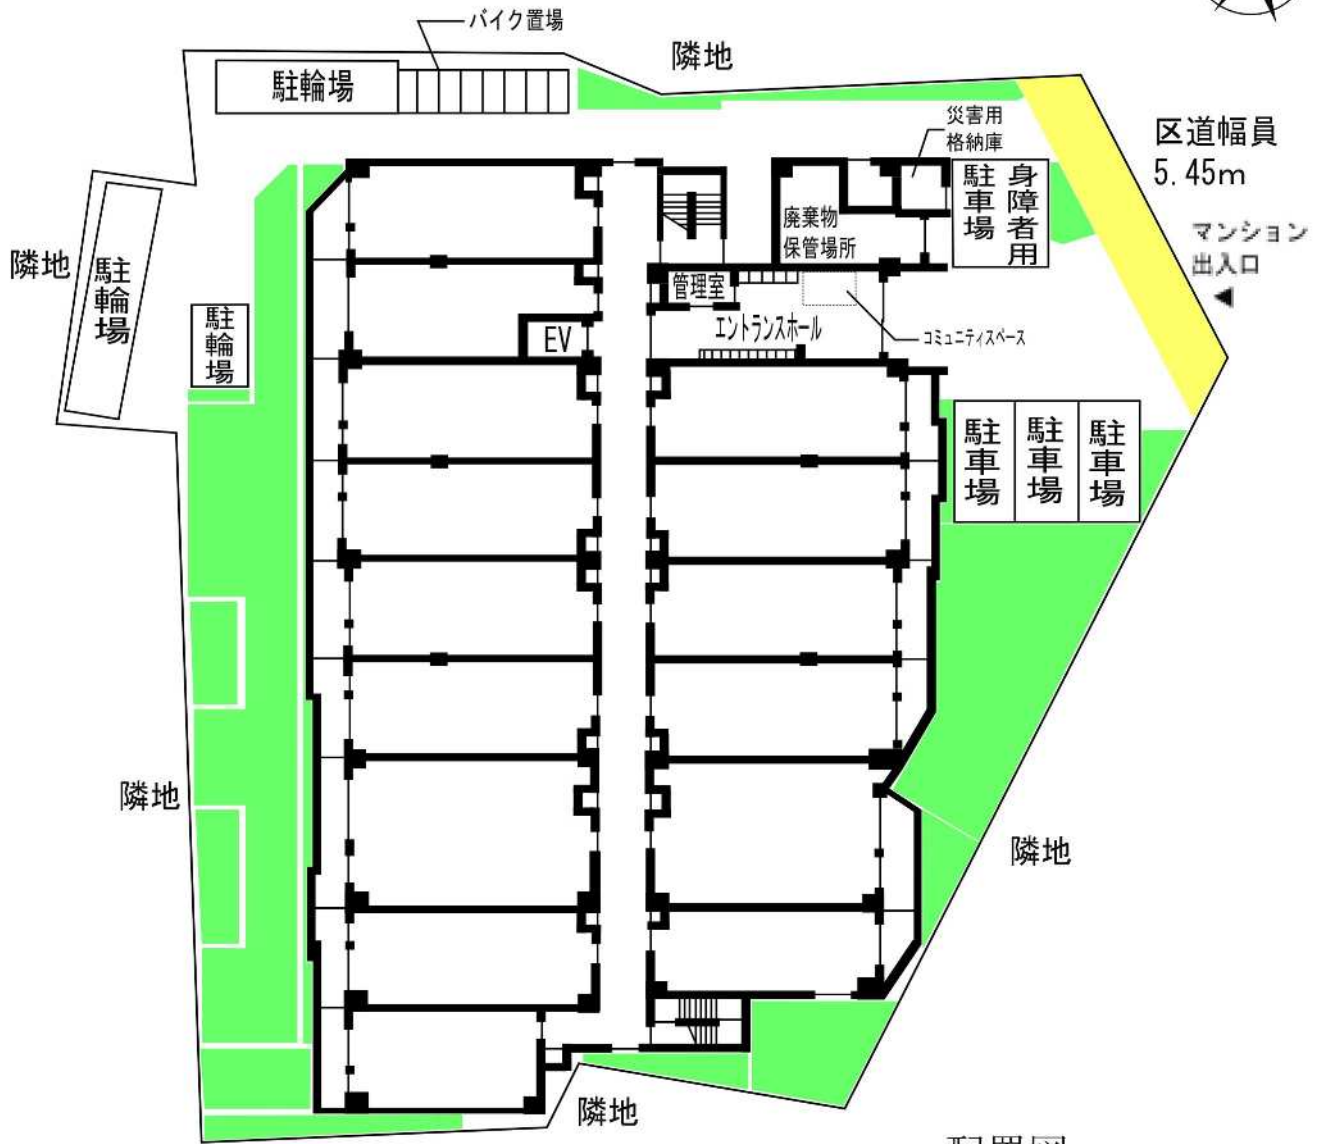 バイク置場
隣地
駐輪場
災害用
格納庫
区道幅員
5.45m
身障者用
駐車場
廃棄物
保管場所
マンション
出入口
隣地
駐輪場
管理室
駐輪場
エントランスホール
EV
コミュニティスペース
駐車場
駐車場
駐車場
隣地
隣地
隣地